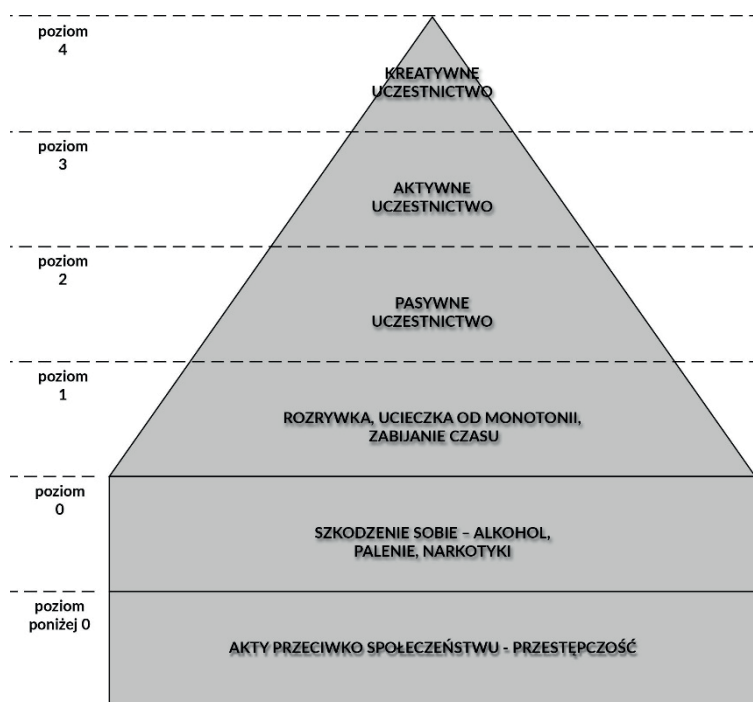 poziom
4
KREATYWNE
UCZESTNICTWO
poziom
3
AKTYWNE
UCZESTNICTWO
poziom
2
PASYWNE
UCZESTNICTWO
poziom
1
ROZRYWKA, UCIECZKA OD MONOTONII,
ZABIJANIE CZASU
poziom
0
SZKODZENIE SOBIE – ALKOHOL,
PALENIE, NARKOTYKI
poziom
poniżej 0
AKTY PRZECIWKO SPOŁECZEŃSTWU - PRZESTĘPCZOŚĆ